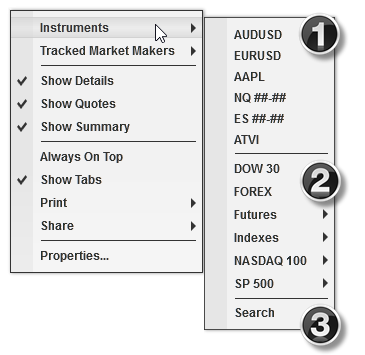 Instruments
Tracked Market Makers
Show Details
Show Quotes
Show Summary
Always On Top
Show Tabs
Print
Share
Properties...
AUDUSD
EURUSD
AAPL
NQ ##-##
ES ##-##
ATVI
DOW 30
FOREX
Futures
Indexes
NASDAQ 100
SP 500
Search
1
2
3